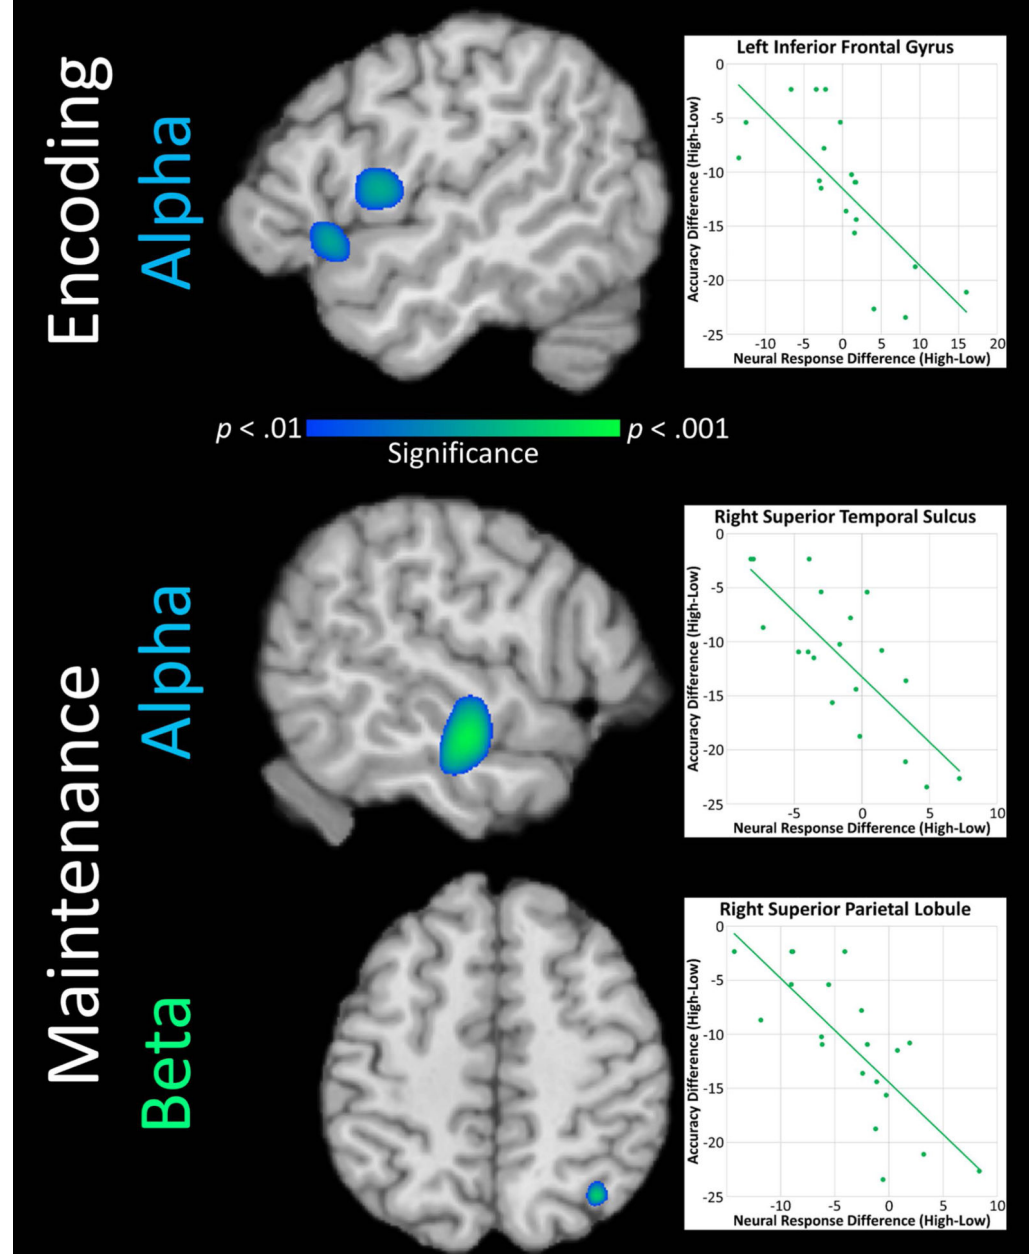 Encoding
Alpha
Left Inferior Frontal Gyrus
Accuracy Difference (High-Low)
0
-5
-10
-15
-20
-25
-10
-5
0
5
10
15
20
Neural Response Difference (High-Low)
p < .01
p < .001
Significance
Maintenance
Alpha
Right Superior Temporal Sulcus
Accuracy Difference (High-Low)
0
-5
-10
-15
-20
-25
-5
0
5
10
Neural Response Difference (High-Low)
Beta
Right Superior Parietal Lobule
Accuracy Difference (High-Low)
0
-5
-10
-15
-20
-25
-10
-5
0
5
10
Neural Response Difference (High-Low)